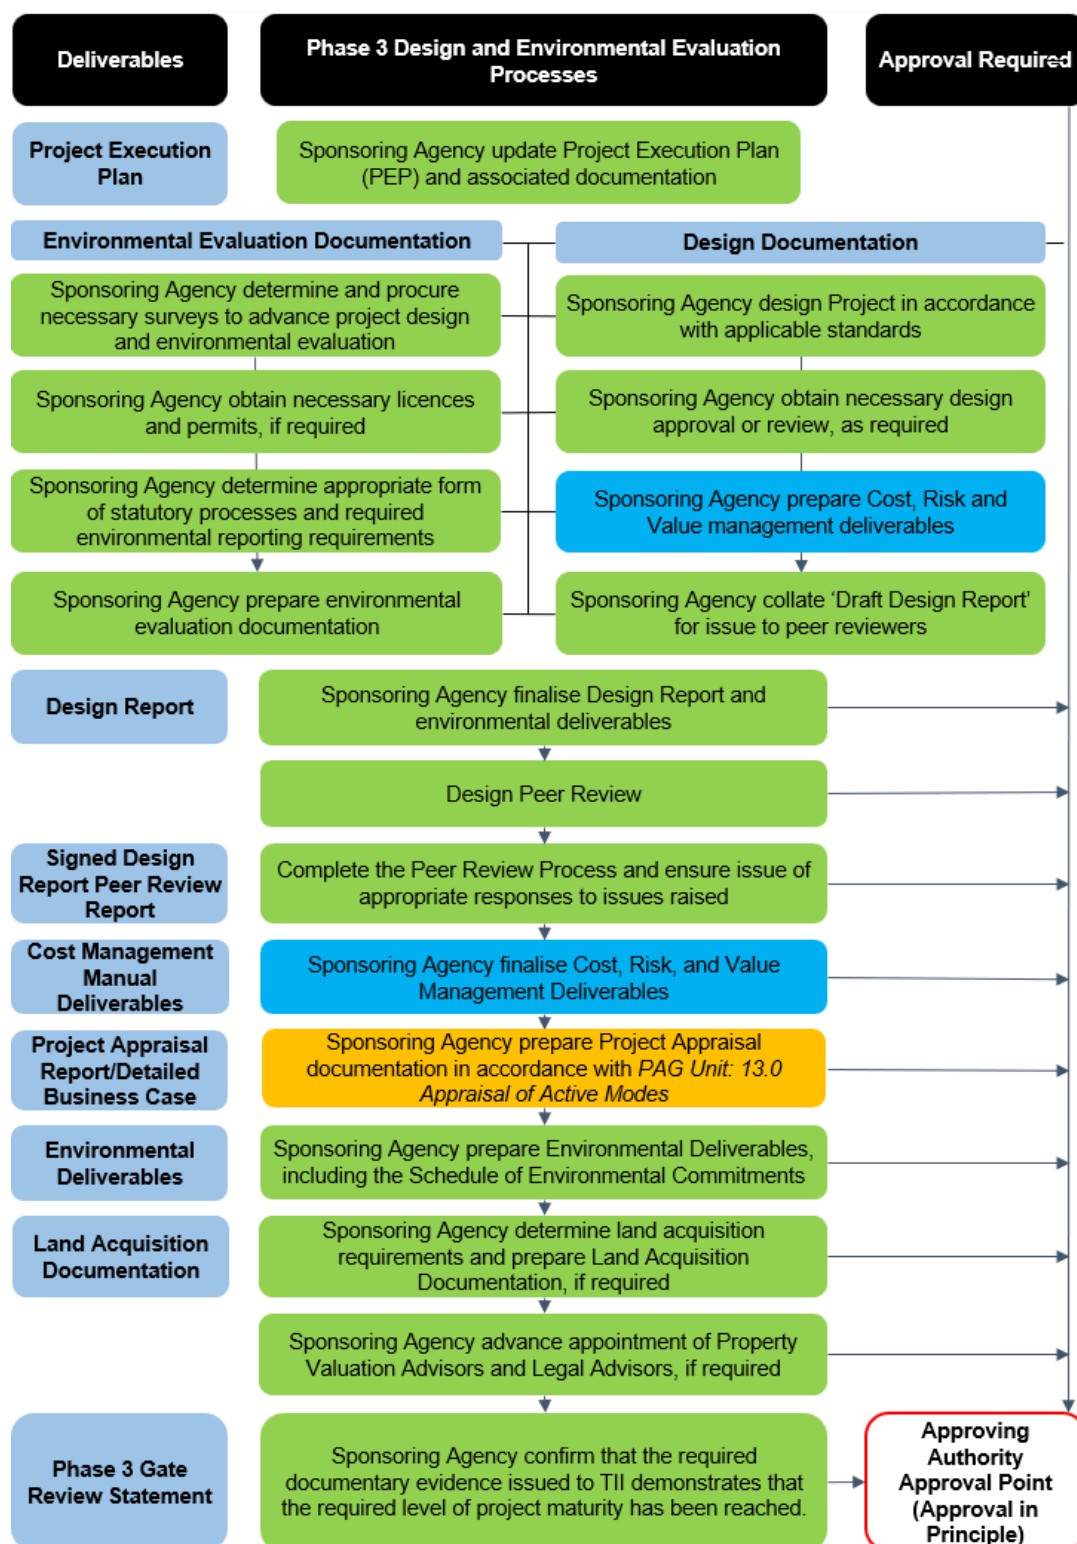 Deliverables
Phase 3 Design and Environmental Evaluation
Processes
Approval Required
Project Execution
Plan
Sponsoring Agency update Project Execution Plan
(PEP) and associated documentation
Environmental Evaluation Documentation
Design Documentation
Sponsoring Agency determine and procure
necessary surveys to advance project design
and environmental evaluation
Sponsoring Agency design Project in accordance
with applicable standards
Sponsoring Agency obtain necessary licences
and permits, if required
Sponsoring Agency obtain necessary design
approval or review, as required
Sponsoring Agency determine appropriate form
of statutory processes and required
environmental reporting requirements
Sponsoring Agency prepare Cost, Risk and
Value management deliverables
Sponsoring Agency prepare environmental
evaluation documentation
Sponsoring Agency collate ‘Draft Design Report’
for issue to peer reviewers
Design Report
Sponsoring Agency finalise Design Report and
environmental deliverables
Design Peer Review
Signed Design
Report Peer Review
Report
Complete the Peer Review Process and ensure issue of
appropriate responses to issues raised
Cost Management
Manual
Deliverables
Sponsoring Agency finalise Cost, Risk, and Value
Management Deliverables
Project Appraisal
Report/Detailed
Business Case
Sponsoring Agency prepare Project Appraisal
documentation in accordance with PAG Unit: 13.0
Appraisal of Active Modes
Environmental
Deliverables
Sponsoring Agency prepare Environmental Deliverables,
including the Schedule of Environmental Commitments
Land Acquisition
Documentation
Sponsoring Agency determine land acquisition
requirements and prepare Land Acquisition
Documentation, if required
Sponsoring Agency advance appointment of Property
Valuation Advisors and Legal Advisors, if required
Phase 3 Gate
Review Statement
Sponsoring Agency confirm that the required
documentary evidence issued to TII demonstrates that
the required level of project maturity has been reached.
Approving
Authority
Approval Point
(Approval in
Principle)